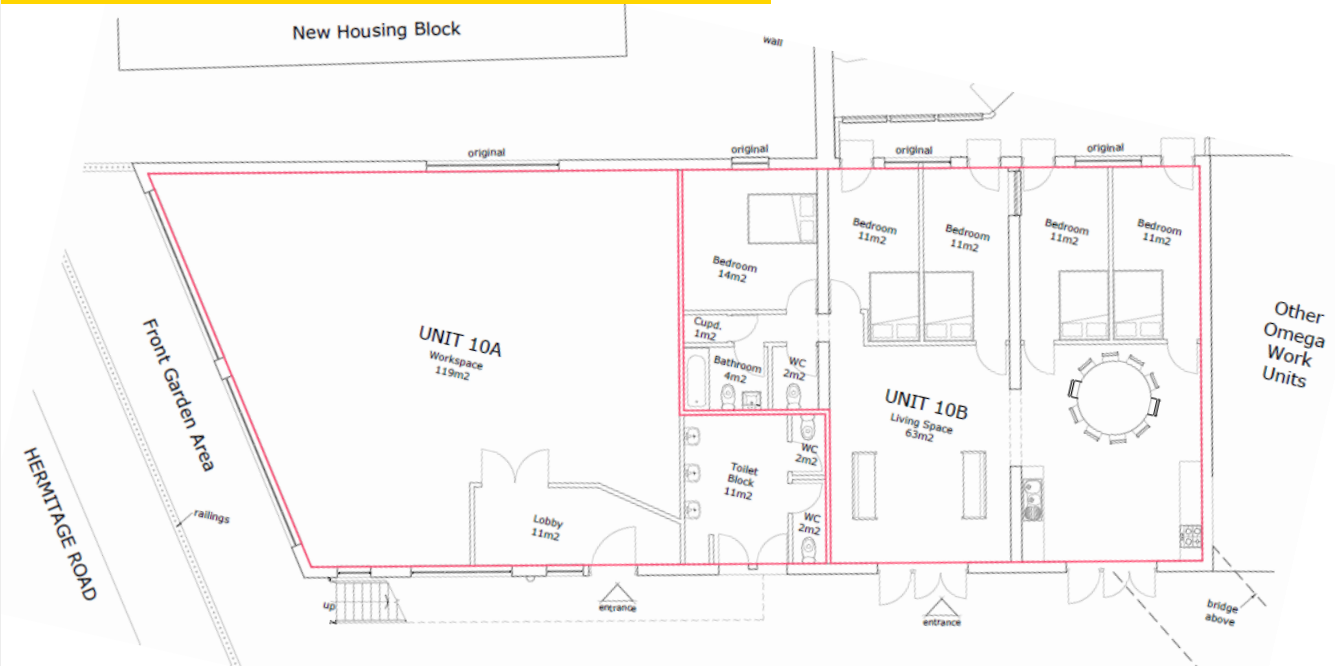 New Housing Block
wall
original
original
original
original
Bedroom
14m2
Bedroom
11m2
Bedroom
11m2
Bedroom
11m2
Bedroom
11m2
Cupd.
1m2
Bathroom
4m2
WC
2m2
UNIT 10A
Workspace
119m2
UNIT 10B
Living Space
63m2
WC
2m2
Toilet
Block
11m2
WC
2m2
Lobby
11m2
Other
Omega
Work
Units
Front Garden Area
HERMITAGE ROAD
railings
up
entrance
entrance
bridge
above